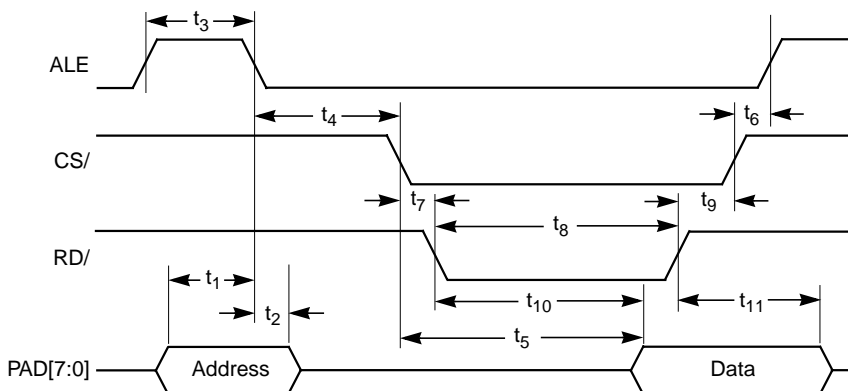 t3
ALE
t4
t6
CS/
t7
t9
t8
RD/
t1
t2
t10
t11
t5
PAD[7:0]
Address
Data